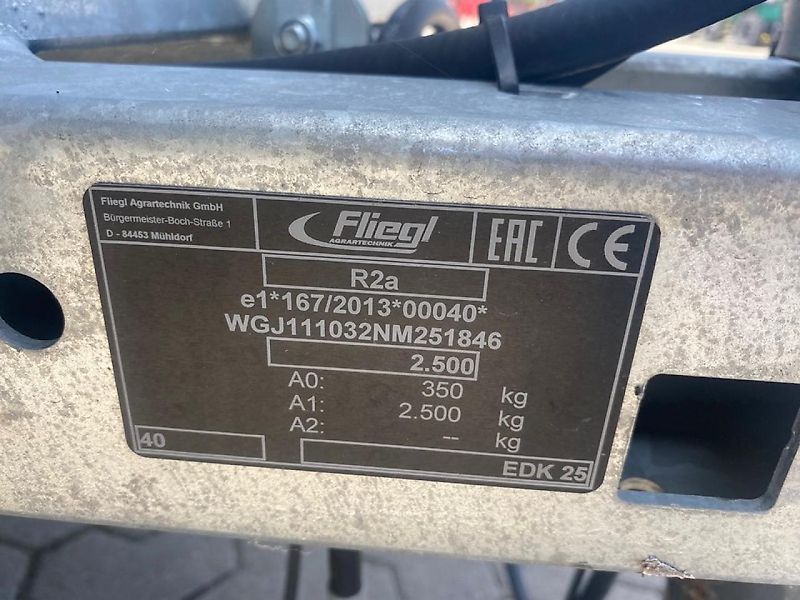 Fliegl Agrartechnik GmbH
Bürgermeister-Boch-Straße 1
D - 84453 Mühldorf
Fliegl
AGRARTECHNIK
EAC
CE
R2a
e1*167/2013*00040*
WGJ111032NM251846
2.500
A0: 350 kg
A1: 2.500 kg
A2: -- kg
40
EDK 25